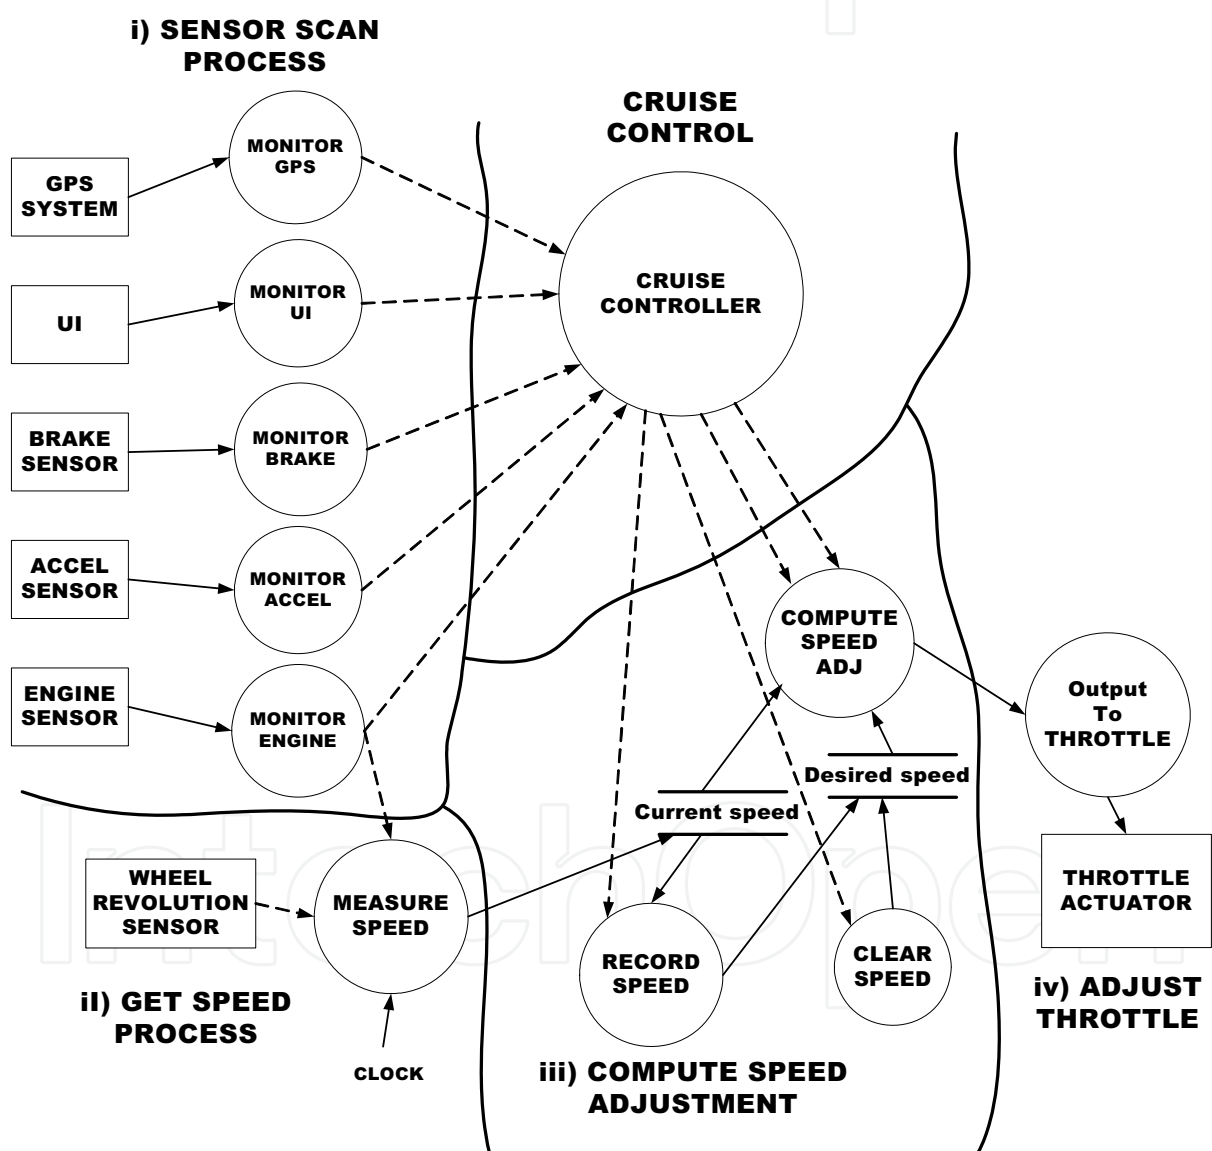 i) SENSOR SCAN
PROCESS
CRUISE
CONTROL
MONITOR
GPS
GPS
SYSTEM
MONITOR
UI
UI
CRUISE
CONTROLLER
BRAKE
SENSOR
MONITOR
BRAKE
ACCEL
SENSOR
MONITOR
ACCEL
COMPUTE
SPEED
ADJ
ENGINE
SENSOR
MONITOR
ENGINE
Output
To
THROTTLE
Desired speed
Current speed
WHEEL
REVOLUTION
SENSOR
MEASURE
SPEED
THROTTLE
ACTUATOR
RECORD
SPEED
CLEAR
SPEED
iI) GET SPEED
PROCESS
iv) ADJUST
THROTTLE
CLOCK
iii) COMPUTE SPEED
ADJUSTMENT
IntechOpen